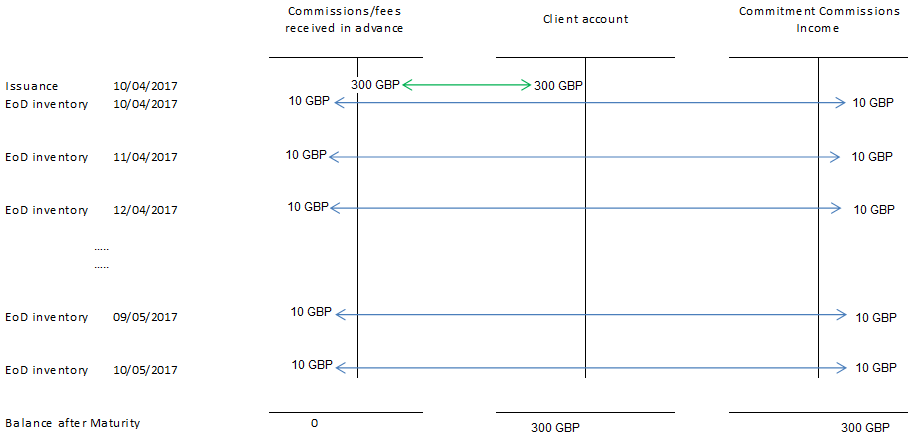 Commissions/fees
received in advance
Client account
Commitment Commissions
Income
Issuance 10/04/2017 300 GBP 300 GBP
EoD inventory 10/04/2017 10 GBP 10 GBP
EoD inventory 11/04/2017 10 GBP 10 GBP
EoD inventory 12/04/2017 10 GBP 10 GBP
.....
.....
EoD inventory 09/05/2017 10 GBP 10 GBP
EoD inventory 10/05/2017 10 GBP 10 GBP
Balance after Maturity 0 300 GBP 300 GBP